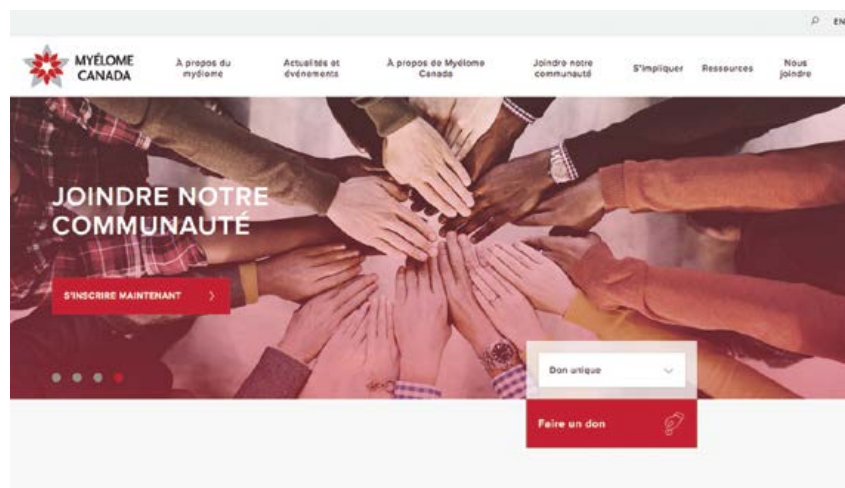 EN
MYÉLOME
CANADA
À propos du
myélome
Actualités et
événements
À propos de Myélome
Canada
Joindre notre
communauté
S'impliquer
Ressources
Nous
joindre
JOINDRE NOTRE
COMMUNAUTÉ
S'INSCRIRE MAINTENANT
Don unique
Faire un don